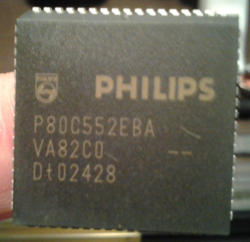 PHILIPS
P80C552EBA /
VA82C0 --
Dt02428